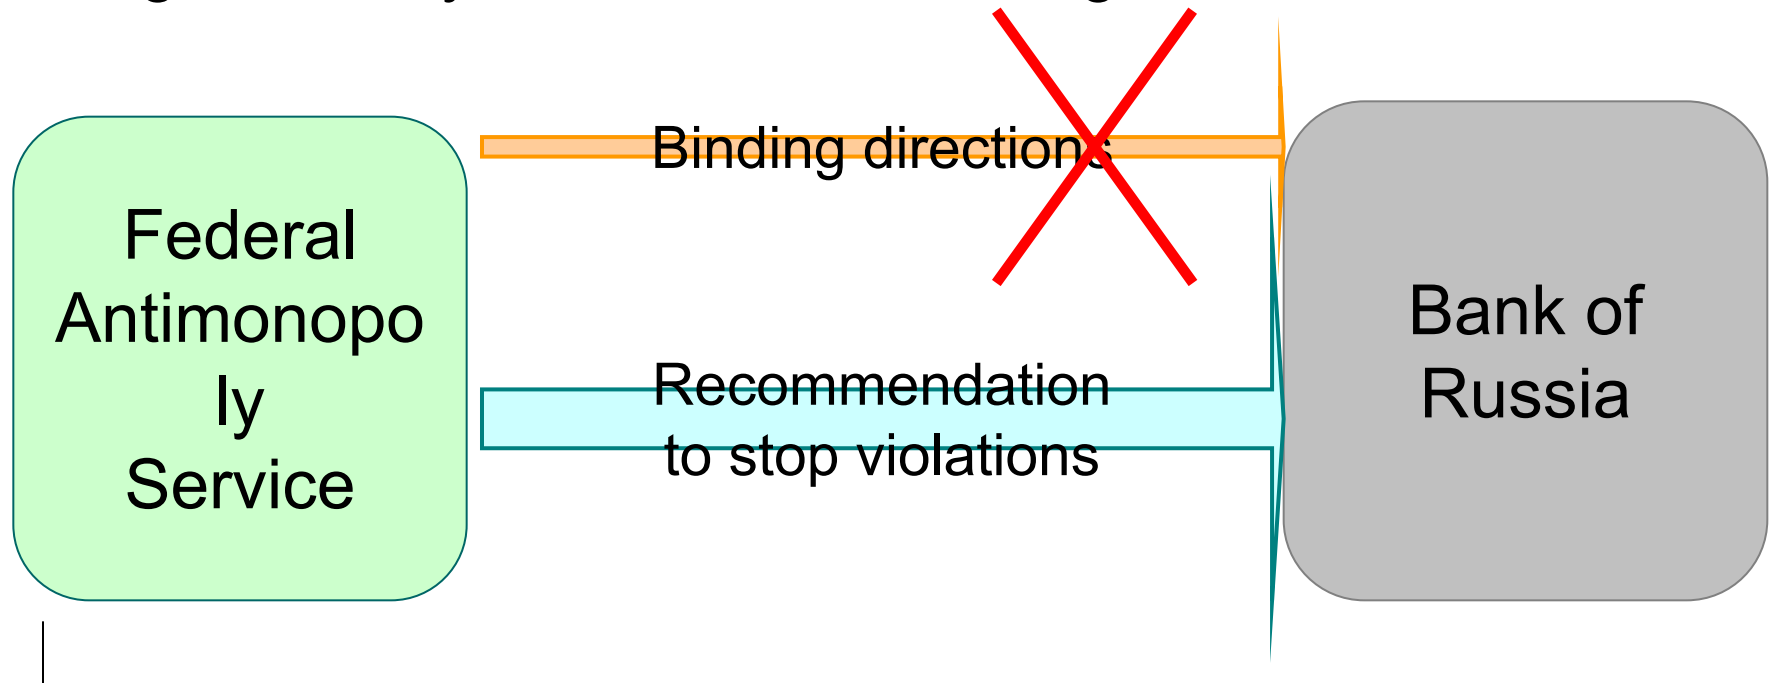 Binding directions
Federal
Antimonopo
ly
Service
Recommendation
to stop violations
Bank of
Russia